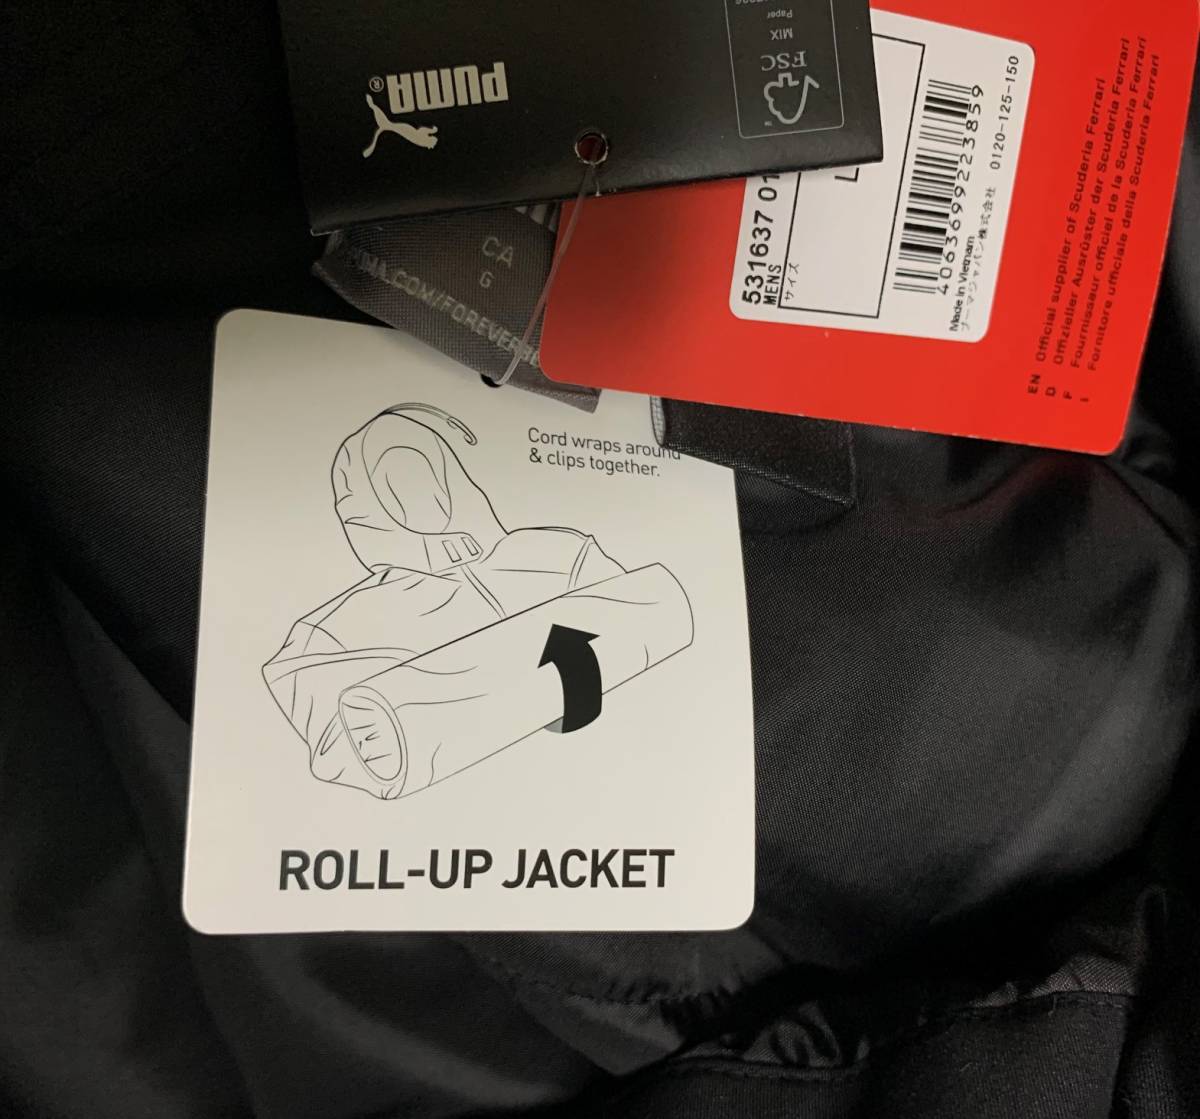 PUMA®
FSC
MIX
Paper
CA
G
531637 01
MENS
サイズ
L
4063699223859
Made in Vietnam
プーマジャパン株式会社 0120-125-150
EN Official supplier of Scuderia Ferrari
D Offizieller Ausrüster der Scuderia Ferrari
F Fournisseur officiel de la Scuderia Ferrari
I Fornitore ufficiale della Scuderia Ferrari
Cord wraps around
& clips together.
ROLL-UP JACKET